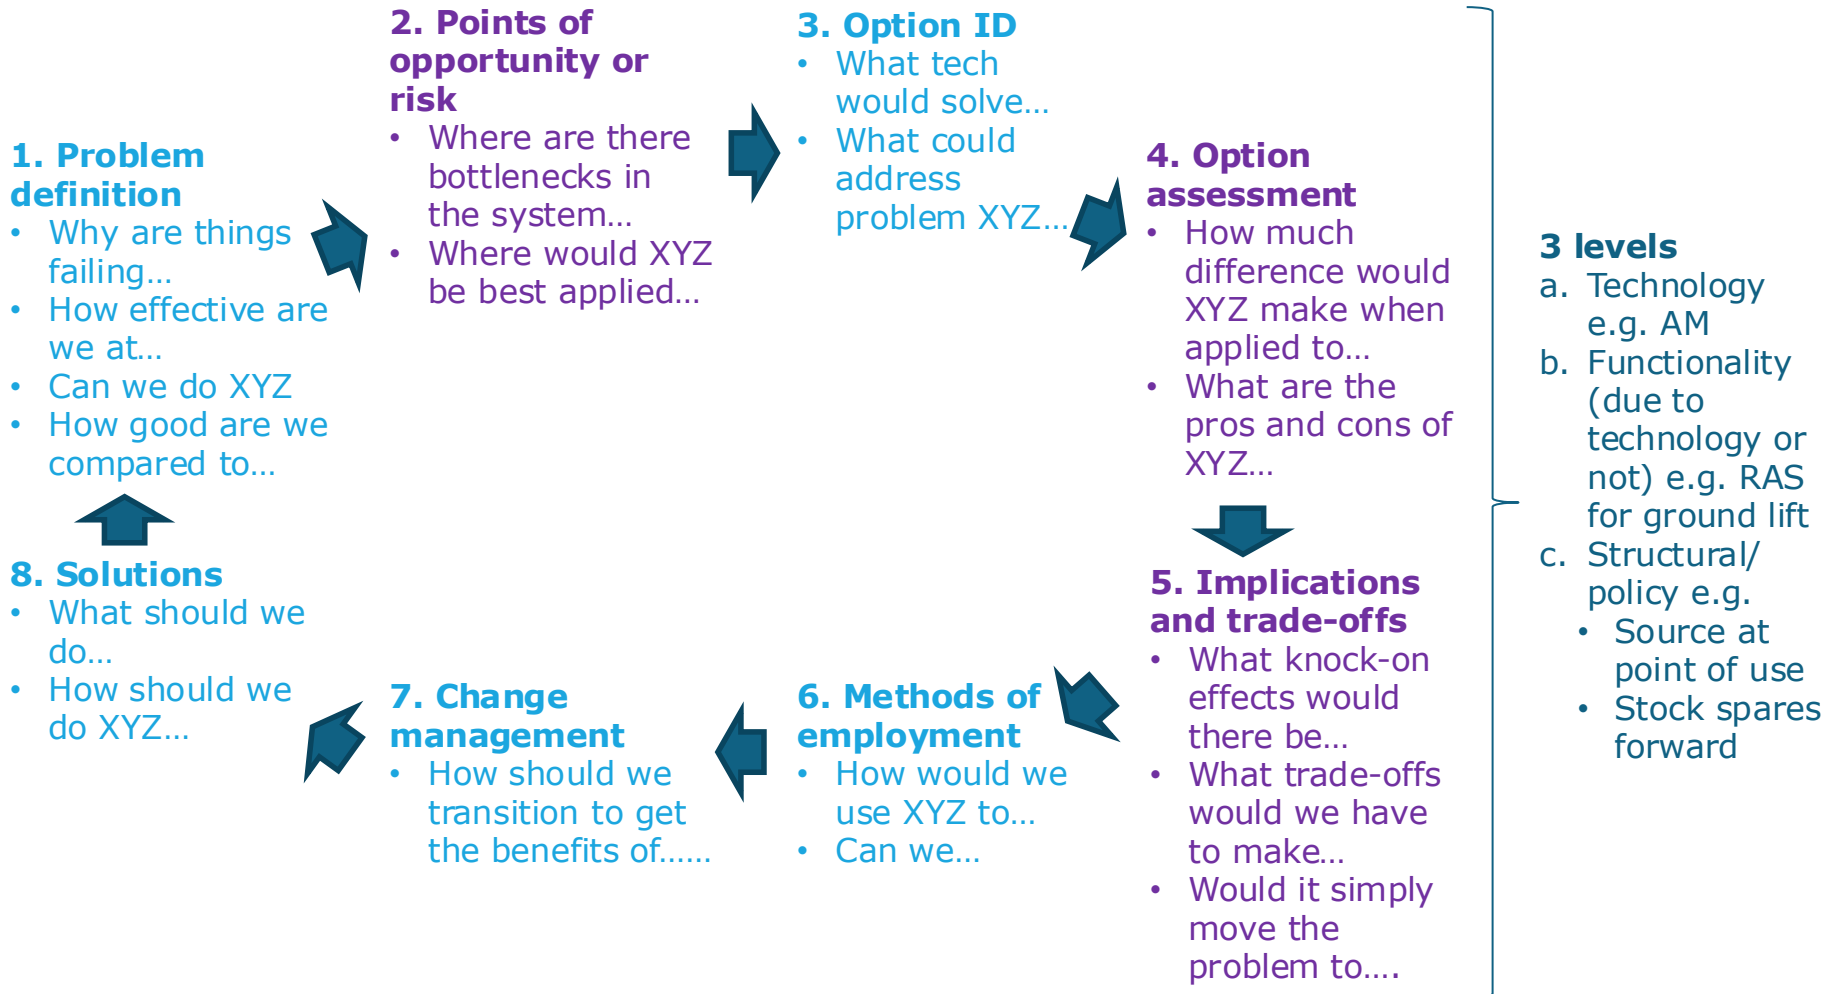 1. Problem
definition
• Why are things
failing...
• How effective are
we at...
• Can we do XYZ
• How good are we
compared to...
2. Points of
opportunity or
risk
• Where are there
bottlenecks in
the system...
• Where would XYZ
be best applied...
3. Option ID
• What tech
would solve...
• What could
address
problem XYZ...
4. Option
assessment
• How much
difference would
XYZ make when
applied to...
• What are the
pros and cons of
XYZ...
5. Implications
and trade-offs
• What knock-on
effects would
there be...
• What trade-offs
would we have
to make...
• Would it simply
move the
problem to....
6. Methods of
employment
• How would we
use XYZ to...
• Can we...
7. Change
management
• How should we
transition to get
the benefits of......
8. Solutions
• What should we
do...
• How should we
do XYZ...
3 levels
a. Technology
e.g. AM
b. Functionality
(due to
technology or
not) e.g. RAS
for ground lift
c. Structural/
policy e.g.
• Source at
point of use
• Stock spares
forward